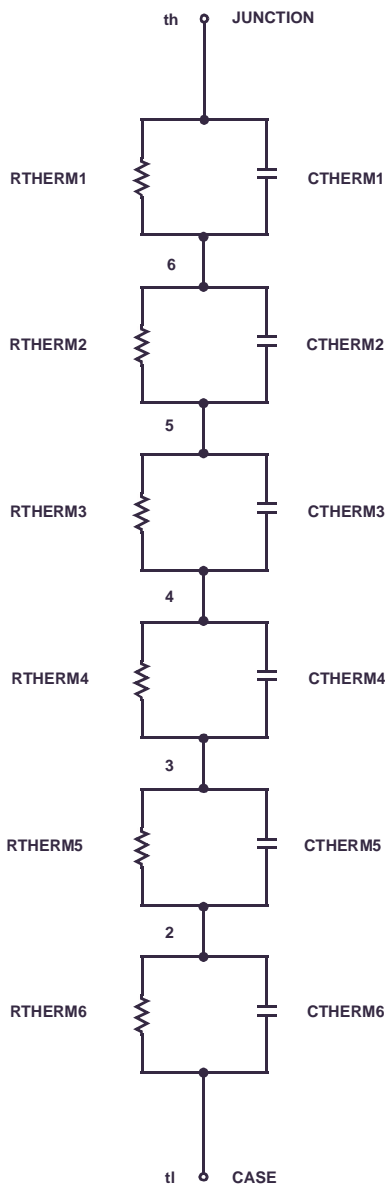 th JUNCTION
RTHERM1 CTHERM1
6
RTHERM2 CTHERM2
5
RTHERM3 CTHERM3
4
RTHERM4 CTHERM4
3
RTHERM5 CTHERM5
2
RTHERM6 CTHERM6
tl CASE